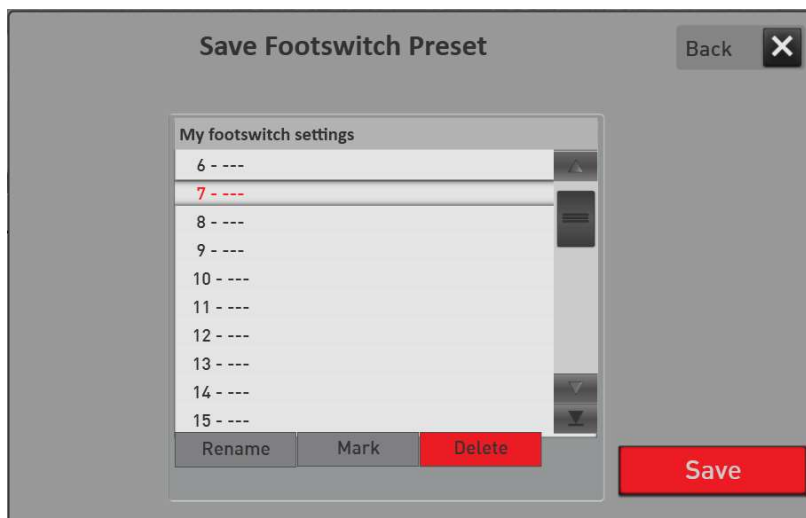 Save Footswitch Preset
Back
My footswitch settings
6 - ---
7 - ---
8 - ---
9 - ---
10 - ---
11 - ---
12 - ---
13 - ---
14 - ---
15 - ---
Rename Mark Delete
Save